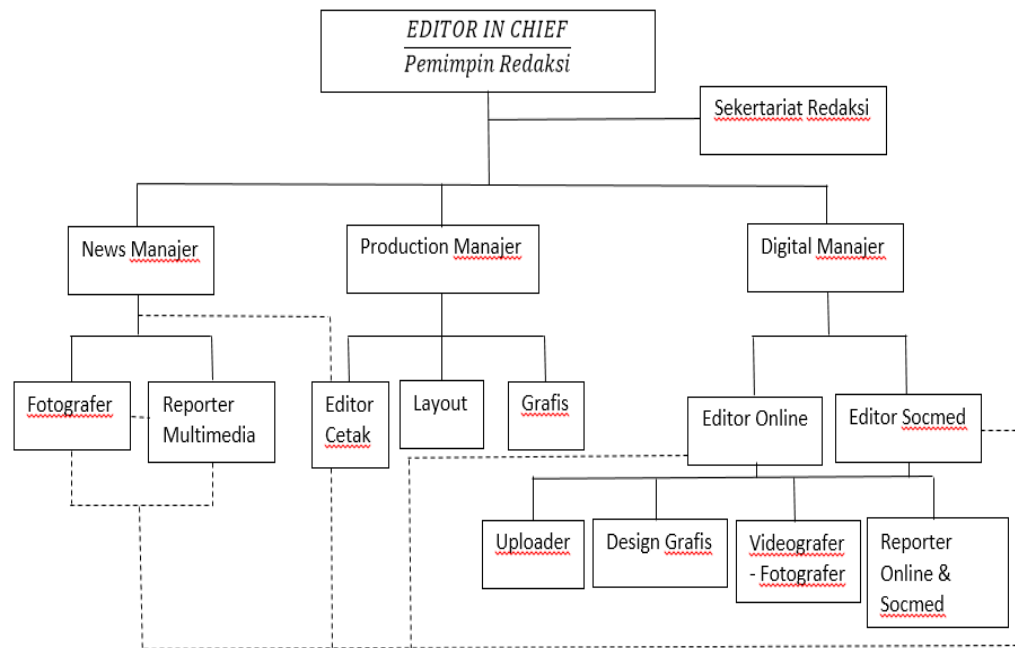 EDITOR IN CHIEF
Pemimpin Redaksi
Sekertariat Redaksi
News Manajer
Production Manajer
Digital Manajer
Fotografer
Reporter
Multimedia
Editor
Cetak
Layout
Grafis
Editor Online
Editor Socmed
Uploader
Design Grafis
Videografer
- Fotografer
Reporter
Online &
Socmed